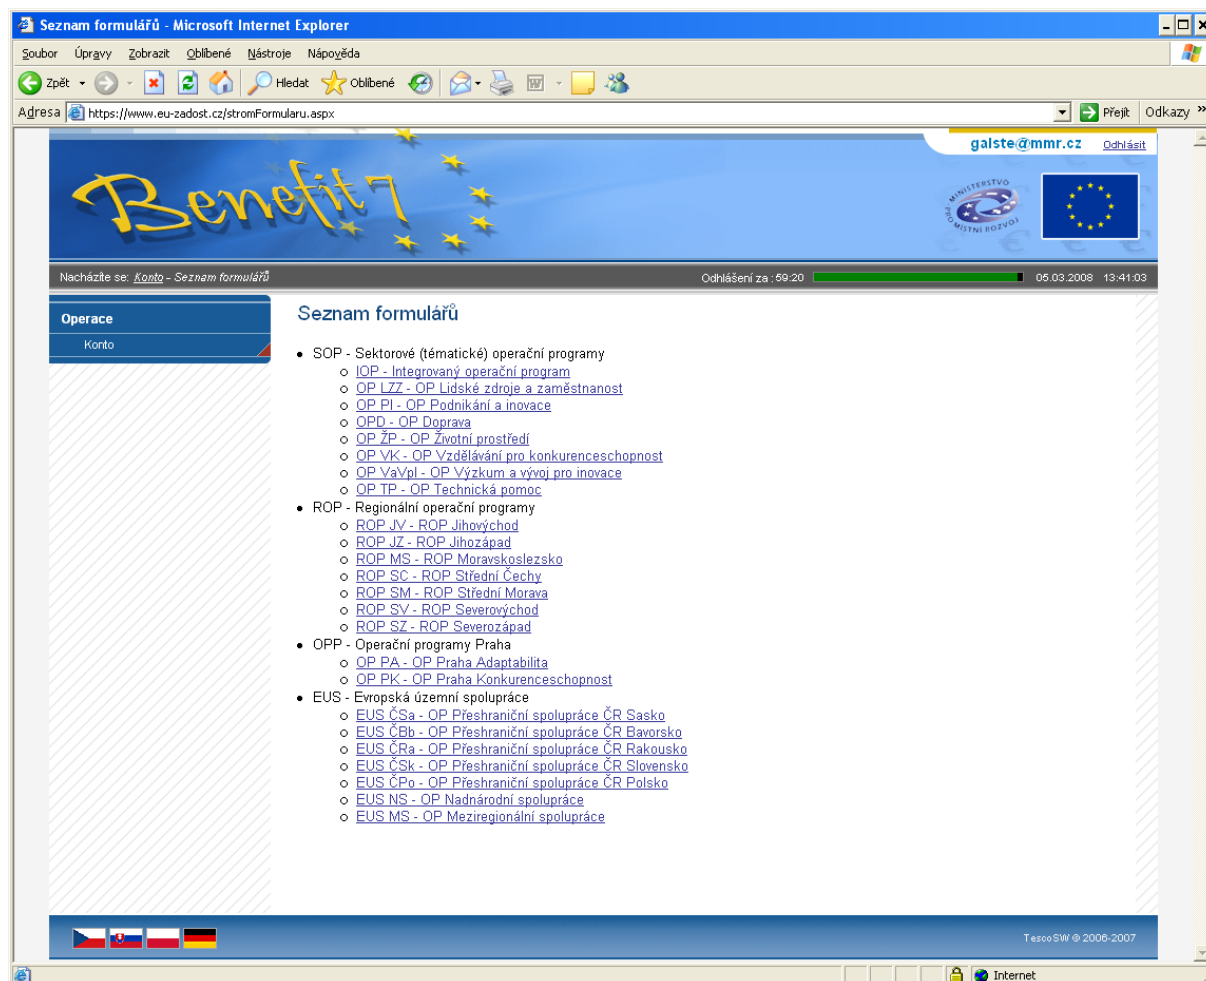 Seznam formulářů - Microsoft Internet Explorer
Soubor Úpravy Zobrazit Oblíbené Nástroje Nápověda
Zpět Hledat Oblíbené
Adresa https://www.eu-zadost.cz/stromFormularu.aspx Přejít Odkazy »
galste@mmr.cz Odhlásit
Benefit7
MINISTERSTVO PRO MÍSTNÍ ROZVOJ
Nacházíte se: Konto - Seznam formulářů Odhlášení za : 59:20 05.03.2008 13:41:03
Operace
Konto
Seznam formulářů
• SOP - Sektorové (tématické) operační programy
o IOP - Integrovaný operační program
o OP LZZ - OP Lidské zdroje a zaměstnanost
o OP PI - OP Podnikání a inovace
o OPD - OP Doprava
o OP ŽP - OP Životní prostředí
o OP VK - OP Vzdělávání pro konkurenceschopnost
o OP VaVpI - OP Výzkum a vývoj pro inovace
o OP TP - OP Technická pomoc
• ROP - Regionální operační programy
o ROP JV - ROP Jihovýchod
o ROP JZ - ROP Jihozápad
o ROP MS - ROP Moravskoslezsko
o ROP SC - ROP Střední Čechy
o ROP SM - ROP Střední Morava
o ROP SV - ROP Severovýchod
o ROP SZ - ROP Severozápad
• OPP - Operační programy Praha
o OP PA - OP Praha Adaptabilita
o OP PK - OP Praha Konkurenceschopnost
• EUS - Evropská územní spolupráce
o EUS ČSa - OP Přeshraniční spolupráce ČR Sasko
o EUS ČBb - OP Přeshraniční spolupráce ČR Bavorsko
o EUS ČRa - OP Přeshraniční spolupráce ČR Rakousko
o EUS ČSk - OP Přeshraniční spolupráce ČR Slovensko
o EUS ČPo - OP Přeshraniční spolupráce ČR Polsko
o EUS NS - OP Nadnárodní spolupráce
o EUS MS - OP Meziregionální spolupráce
TescoSW © 2006-2007
Internet